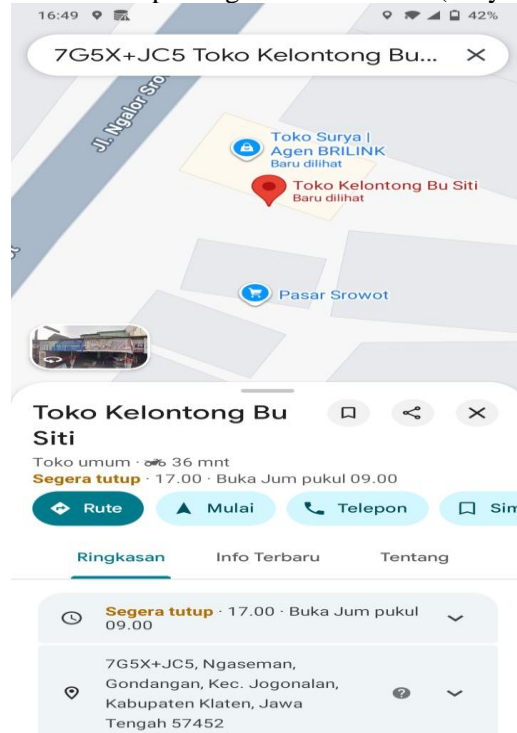 16:49 42%
7G5X+JC5 Toko Kelontong Bu...
Jl. Ngalor Sro
Toko Surya |
Agen BRILINK
Baru dilihat
Toko Kelontong Bu Siti
Baru dilihat
Pasar Srowot
Toko Kelontong Bu
Siti
Toko umum · 36 mnt
Segera tutup · 17.00 · Buka Jum pukul 09.00
Rute Mulai Telepon Sim
Ringkasan Info Terbaru Tentang
Segera tutup · 17.00 · Buka Jum pukul
09.00
7G5X+JC5, Ngaseman,
Gondangan, Kec. Jogonalan,
Kabupaten Klaten, Jawa
Tengah 57452